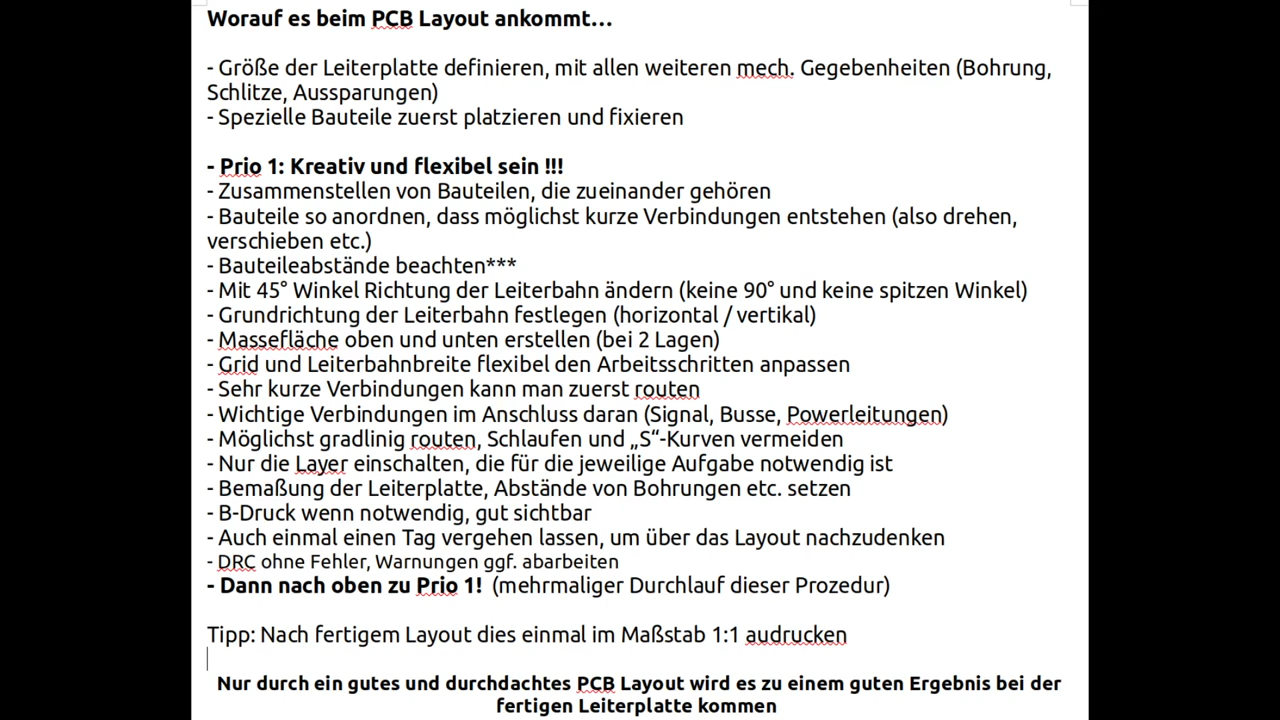 Worauf es beim PCB Layout ankommt...
- Größe der Leiterplatte definieren, mit allen weiteren mech. Gegebenheiten (Bohrung,
Schlitze, Aussparungen)
- Spezielle Bauteile zuerst platzieren und fixieren
- Prio 1: Kreativ und flexibel sein !!!
- Zusammenstellen von Bauteilen, die zueinander gehören
- Bauteile so anordnen, dass möglichst kurze Verbindungen entstehen (also drehen,
verschieben etc.)
- Bauteileabstände beachten***
- Mit 45° Winkel Richtung der Leiterbahn ändern (keine 90° und keine spitzen Winkel)
- Grundrichtung der Leiterbahn festlegen (horizontal / vertikal)
- Massefläche oben und unten erstellen (bei 2 Lagen)
- Grid und Leiterbahnbreite flexibel den Arbeitsschritten anpassen
- Sehr kurze Verbindungen kann man zuerst routen
- Wichtige Verbindungen im Anschluss daran (Signal, Busse, Powerleitungen)
- Möglichst gradlinig routen, Schlaufen und „S“-Kurven vermeiden
- Nur die Layer einschalten, die für die jeweilige Aufgabe notwendig ist
- Bemaßung der Leiterplatte, Abstände von Bohrungen etc. setzen
- B-Druck wenn notwendig, gut sichtbar
- Auch einmal einen Tag vergehen lassen, um über das Layout nachzudenken
- DRC ohne Fehler, Warnungen ggf. abarbeiten
- Dann nach oben zu Prio 1! (mehrmaliger Durchlauf dieser Prozedur)
Tipp: Nach fertigem Layout dies einmal im Maßstab 1:1 audrucken
Nur durch ein gutes und durchdachtes PCB Layout wird es zu einem guten Ergebnis bei der
fertigen Leiterplatte kommen